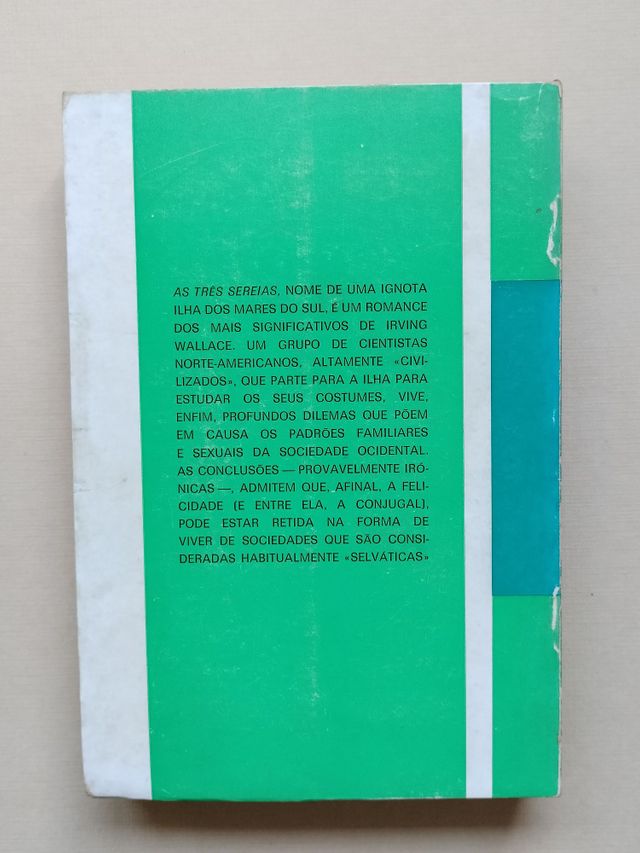 AS TRÊS SEREIAS, NOME DE UMA IGNOTA
ILHA DOS MARES DO SUL, É UM ROMANCE
DOS MAIS SIGNIFICATIVOS DE IRVING
WALLACE. UM GRUPO DE CIENTISTAS
NORTE-AMERICANOS, ALTAMENTE «CIVI-
LIZADOS», QUE PARTE PARA A ILHA PARA
ESTUDAR OS SEUS COSTUMES, VIVE,
ENFIM, PROFUNDOS DILEMAS QUE PÕEM
EM CAUSA OS PADRÕES FAMILIARES
E SEXUAIS DA SOCIEDADE OCIDENTAL.
AS CONCLUSÕES — PROVAVELMENTE IRÓ-
NICAS —, ADMITEM QUE, AFINAL, A FELI-
CIDADE (E ENTRE ELA, A CONJUGAL),
PODE ESTAR RETIDA NA FORMA DE
VIVER DE SOCIEDADES QUE SÃO CONSI-
DERADAS HABITUALMENTE «SELVÁTICAS»